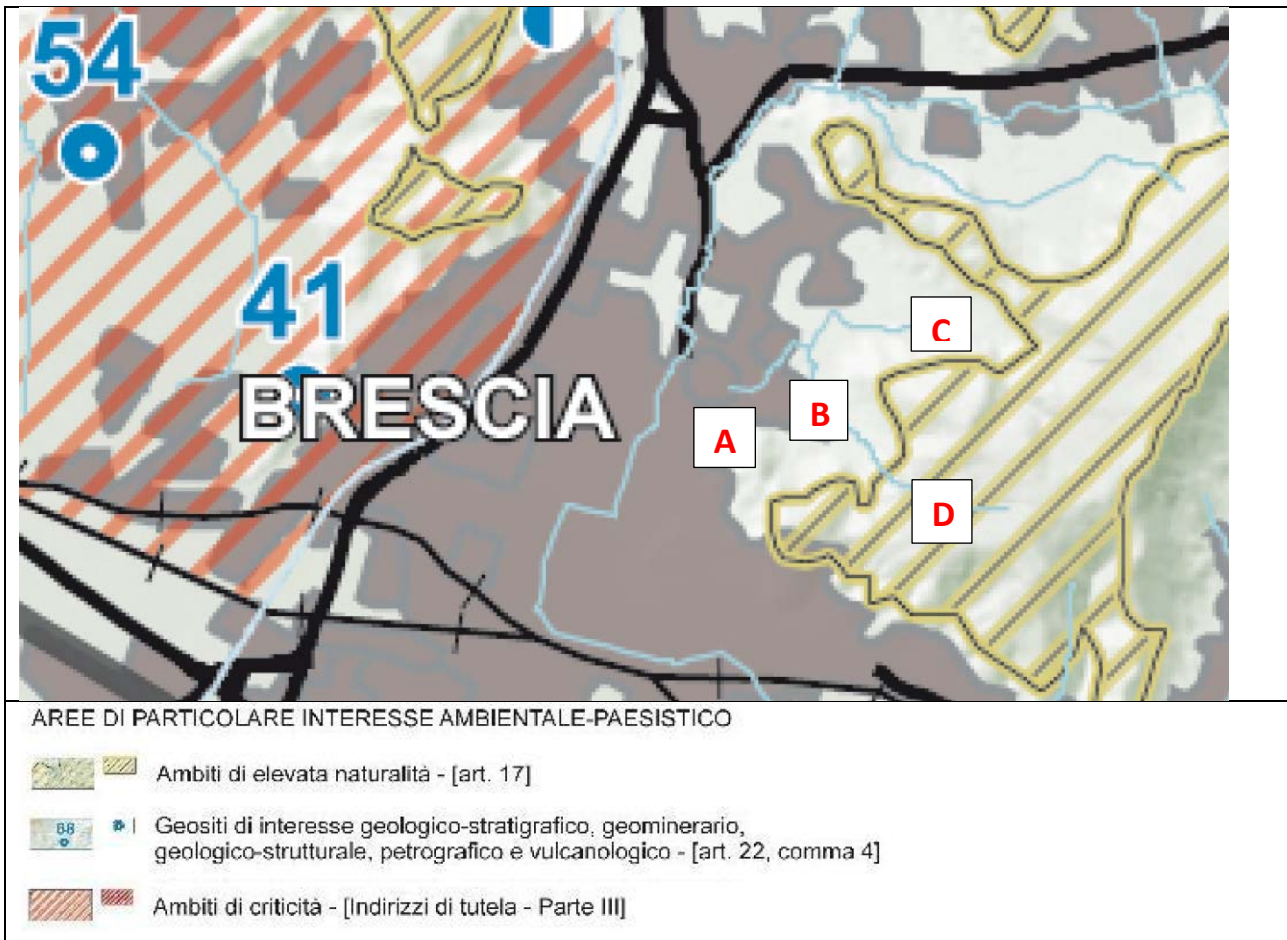 54
41
BRESCIA
A
B
C
D
AREE DI PARTICOLARE INTERESSE AMBIENTALE-PAESISTICO
Ambiti di elevata naturalità - [art. 17]
68
Geositi di interesse geologico-stratigrafico, geominerario,
geologico-strutturale, petrografico e vulcanologico - [art. 22, comma 4]
Ambiti di criticità - [Indirizzi di tutela - Parte III]